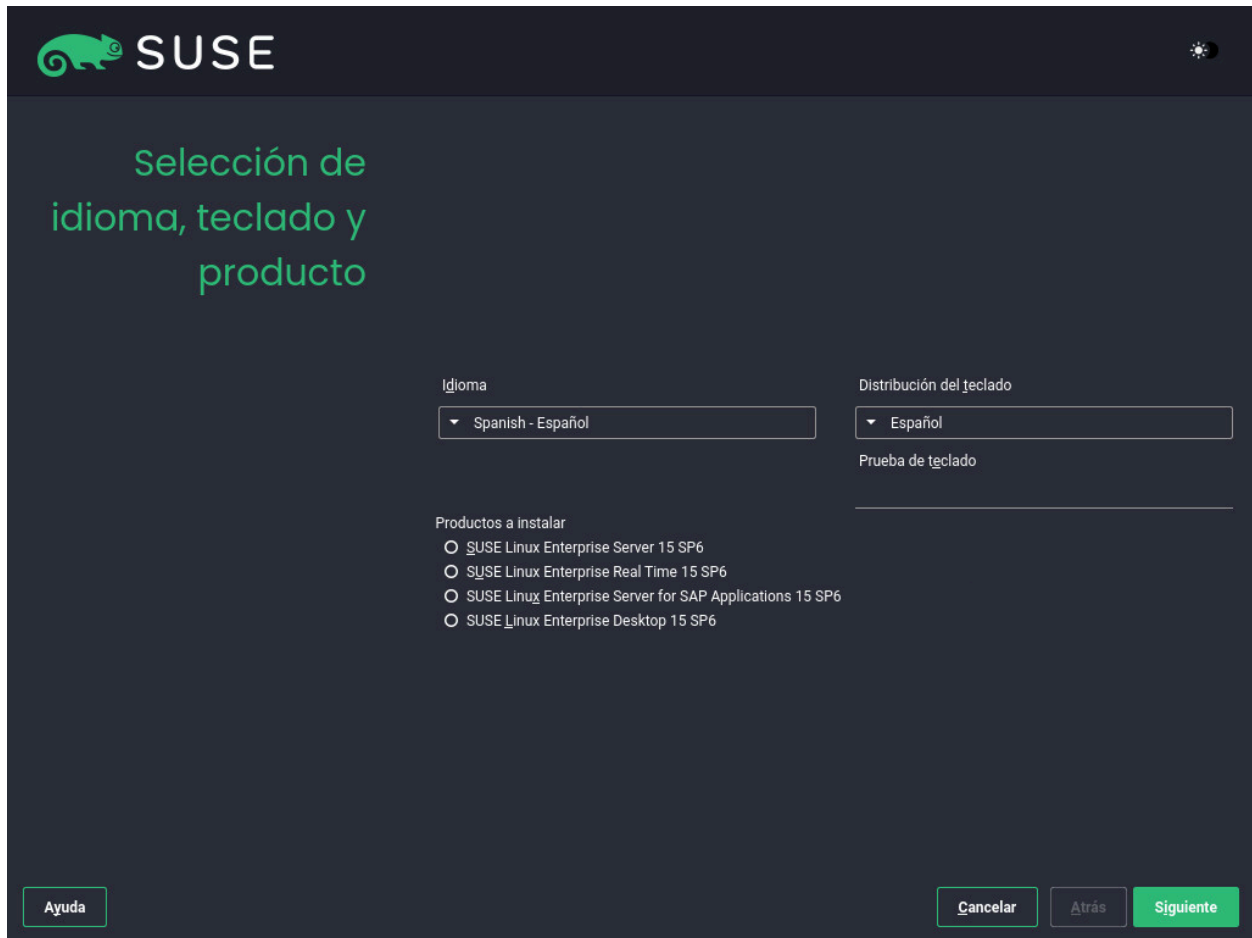 SUSE
Selección de
idioma, teclado y
producto
Idioma
Spanish - Español
Distribución del teclado
Español
Prueba de teclado
Productos a instalar
SUSE Linux Enterprise Server 15 SP6
SUSE Linux Enterprise Real Time 15 SP6
SUSE Linux Enterprise Server for SAP Applications 15 SP6
SUSE Linux Enterprise Desktop 15 SP6
Ayuda
Cancelar
Atrás
Siguiente